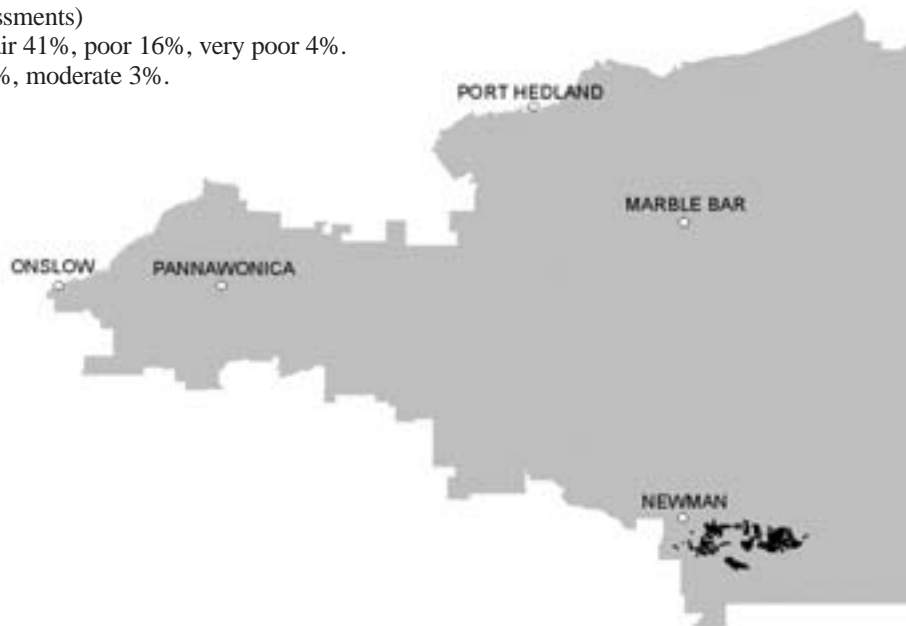 ssments)
ir 41%, poor 16%, very poor 4%.
%, moderate 3%.
PORT HEDLAND
MARBLE BAR
ONSLOW
PANNAWONICA
NEWMAN